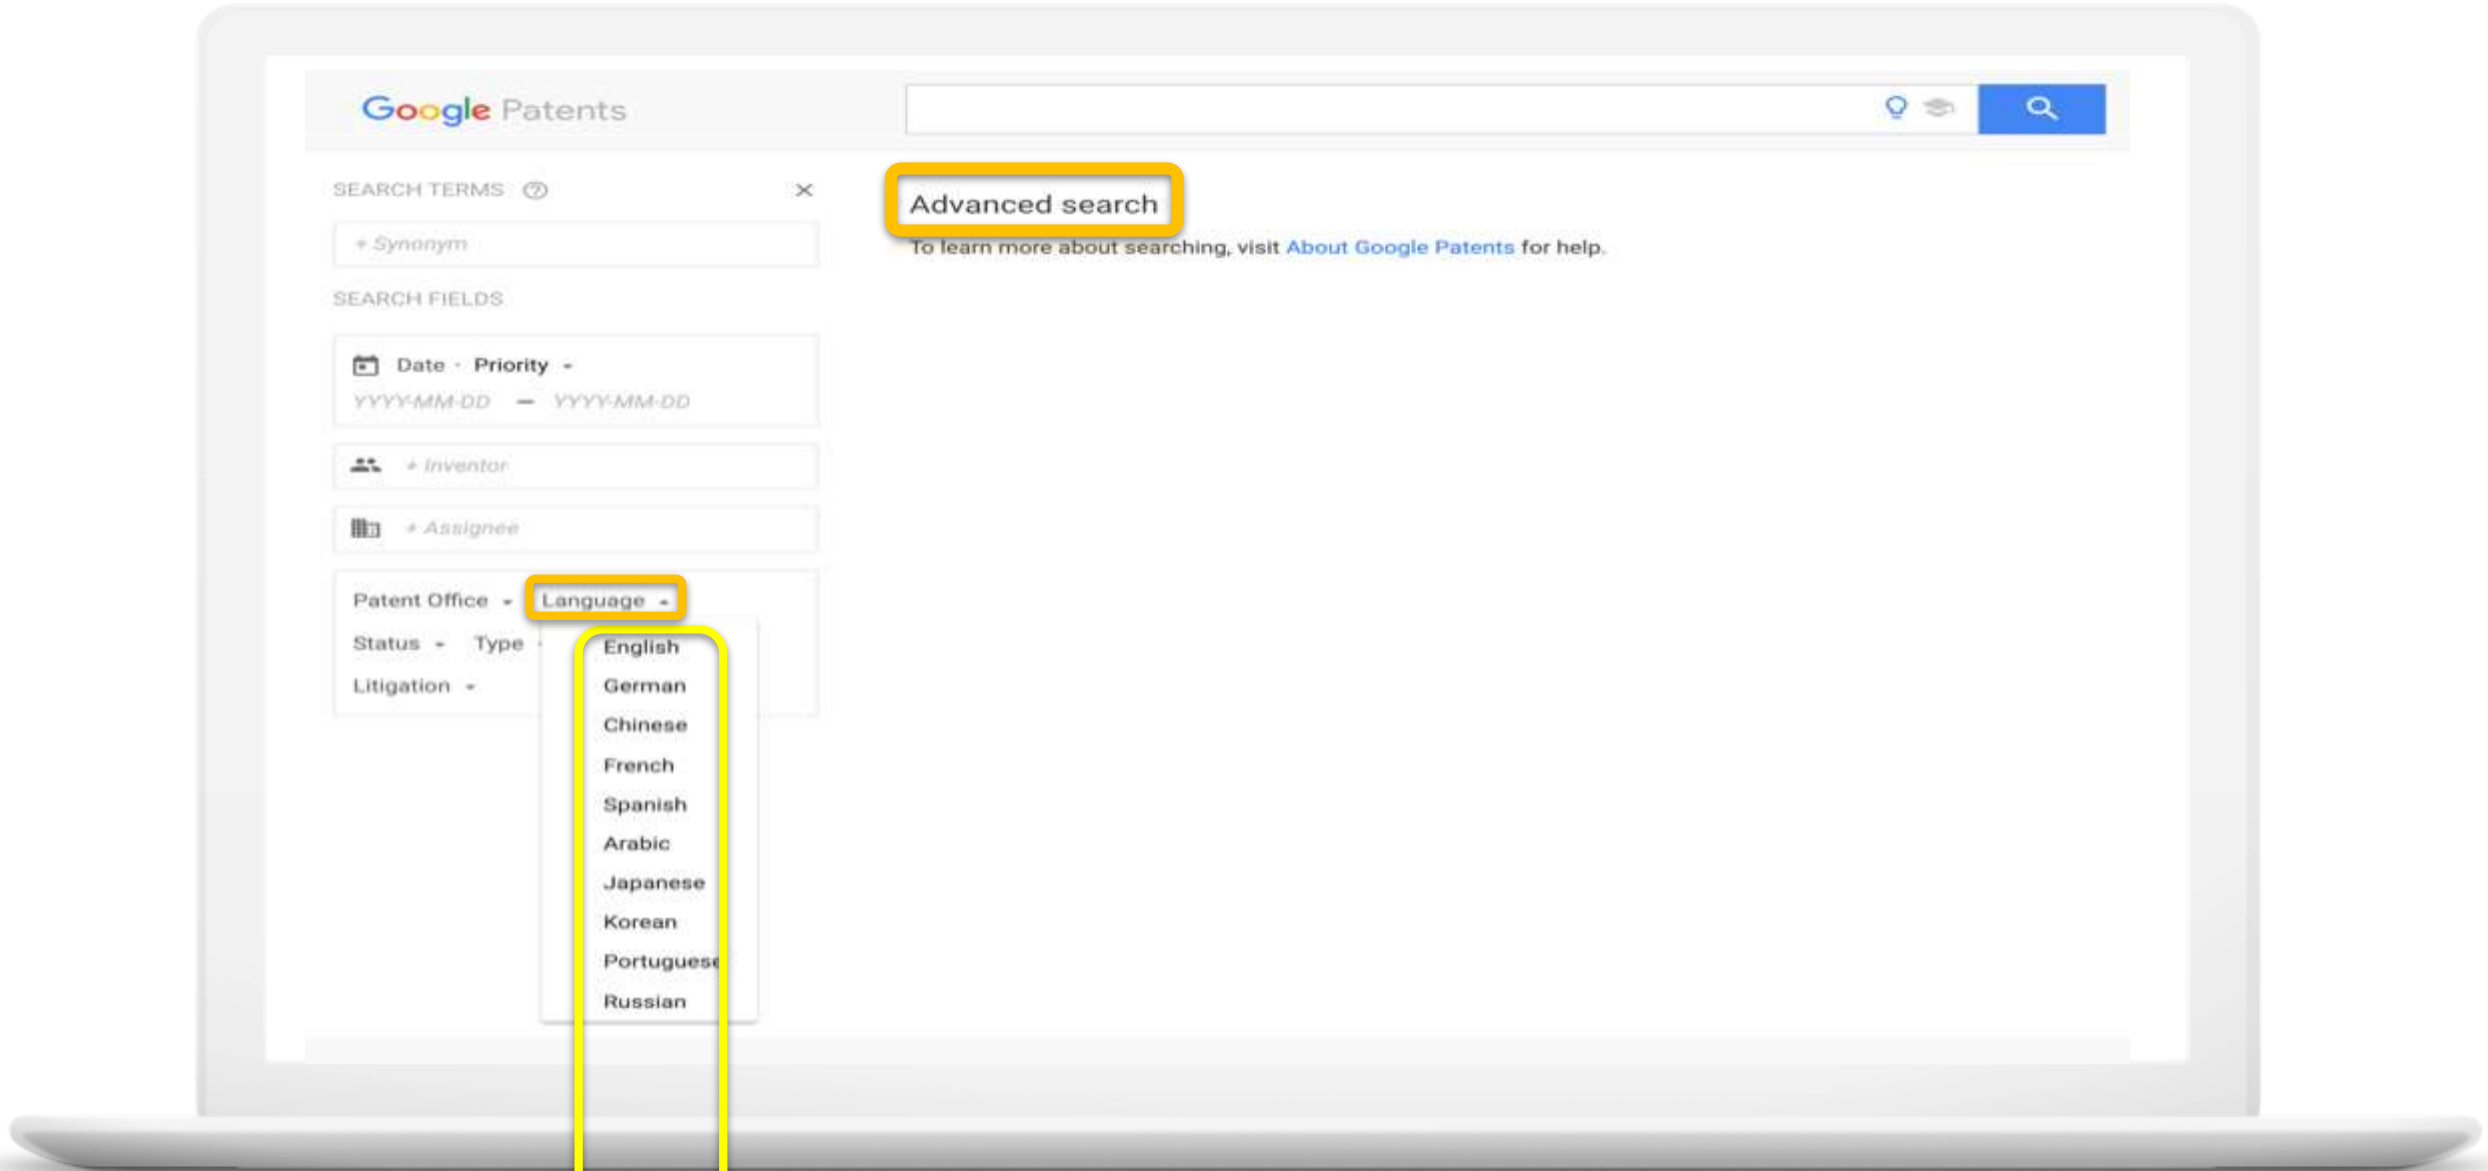 Google Patents
SEARCH TERMS
+ Synonym
SEARCH FIELDS
Date · Priority
YYYY-MM-DD — YYYY-MM-DD
+ Inventor
+ Assignee
Patent Office Language
Status Type
Litigation
English
German
Chinese
French
Spanish
Arabic
Japanese
Korean
Portuguese
Russian
Advanced search
To learn more about searching, visit About Google Patents for help.